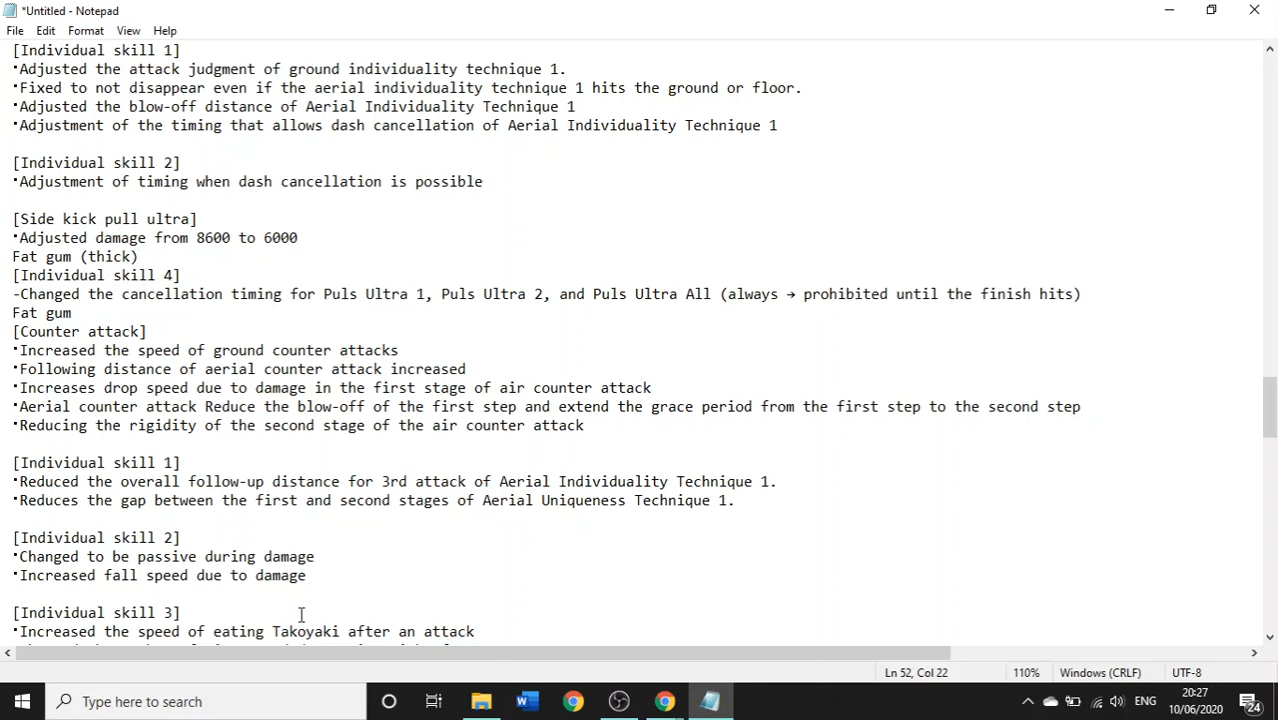 *Untitled - Notepad
File Edit Format View Help
[Individual skill 1]
・Adjusted the attack judgment of ground individuality technique 1.
・Fixed to not disappear even if the aerial individuality technique 1 hits the ground or floor.
・Adjusted the blow-off distance of Aerial Individuality Technique 1
・Adjustment of the timing that allows dash cancellation of Aerial Individuality Technique 1
[Individual skill 2]
・Adjustment of timing when dash cancellation is possible
[Side kick pull ultra]
・Adjusted damage from 8600 to 6000
Fat gum (thick)
[Individual skill 4]
-Changed the cancellation timing for Puls Ultra 1, Puls Ultra 2, and Puls Ultra All (always → prohibited until the finish hits)
Fat gum
[Counter attack]
・Increased the speed of ground counter attacks
・Following distance of aerial counter attack increased
・Increases drop speed due to damage in the first stage of air counter attack
・Aerial counter attack Reduce the blow-off of the first step and extend the grace period from the first step to the second step
・Reducing the rigidity of the second stage of the air counter attack
[Individual skill 1]
・Reduced the overall follow-up distance for 3rd attack of Aerial Individuality Technique 1.
・Reduces the gap between the first and second stages of Aerial Uniqueness Technique 1.
[Individual skill 2]
・Changed to be passive during damage
・Increased fall speed due to damage
[Individual skill 3]
・Increased the speed of eating Takoyaki after an attack
Ln 52, Col 22 110% Windows (CRLF) UTF-8
Type here to search
ENG
20:27
10/06/2020
24